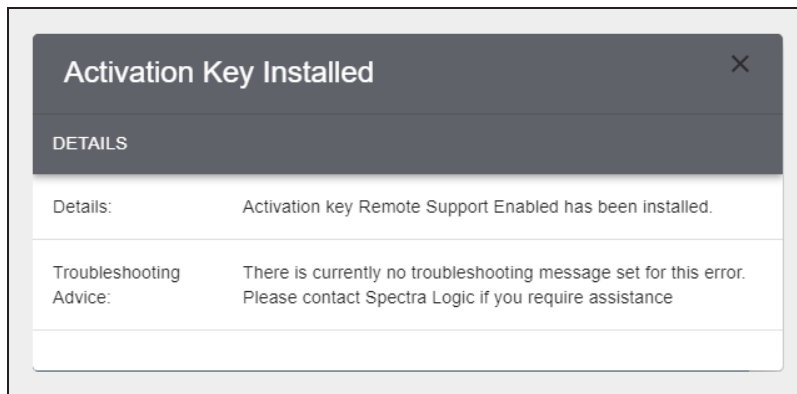 Activation Key Installed
DETAILS
Details: Activation key Remote Support Enabled has been installed.
Troubleshooting Advice: There is currently no troubleshooting message set for this error.
Please contact Spectra Logic if you require assistance